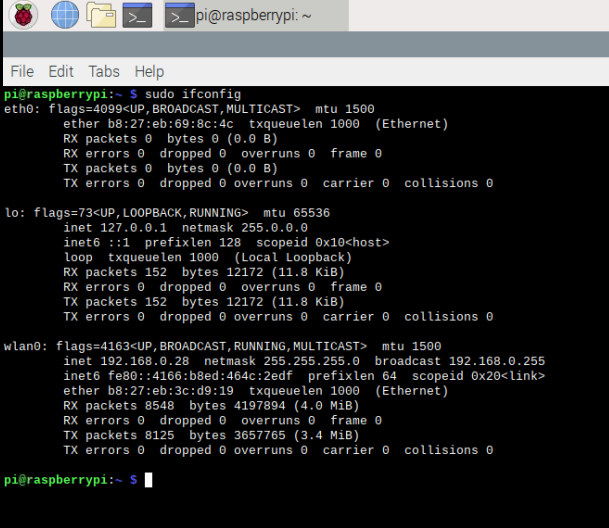 pi@raspberrypi: ~
File Edit Tabs Help
pi@raspberrypi:~ $ sudo ifconfig
eth0: flags=4099<UP,BROADCAST,MULTICAST>  mtu 1500
        ether b8:27:eb:69:8c:4c  txqueuelen 1000  (Ethernet)
        RX packets 0  bytes 0 (0.0 B)
        RX errors 0  dropped 0  overruns 0  frame 0
        TX packets 0  bytes 0 (0.0 B)
        TX errors 0  dropped 0 overruns 0  carrier 0  collisions 0
lo: flags=73<UP,LOOPBACK,RUNNING>  mtu 65536
        inet 127.0.0.1  netmask 255.0.0.0
        inet6 ::1  prefixlen 128  scopeid 0x10<host>
        loop  txqueuelen 1000  (Local Loopback)
        RX packets 152  bytes 12172 (11.8 KiB)
        RX errors 0  dropped 0  overruns 0  frame 0
        TX packets 152  bytes 12172 (11.8 KiB)
        TX errors 0  dropped 0 overruns 0  carrier 0  collisions 0
wlan0: flags=4163<UP,BROADCAST,RUNNING,MULTICAST>  mtu 1500
        inet 192.168.0.28  netmask 255.255.255.0  broadcast 192.168.0.255
        inet6 fe80::4166:b8ed:464c:2edf  prefixlen 64  scopeid 0x20<link>
        ether b8:27:eb:3c:d9:19  txqueuelen 1000  (Ethernet)
        RX packets 8548  bytes 4197894 (4.0 MiB)
        RX errors 0  dropped 0  overruns 0  frame 0
        TX packets 8125  bytes 3657765 (3.4 MiB)
        TX errors 0  dropped 0 overruns 0  carrier 0  collisions 0
pi@raspberrypi:~ $